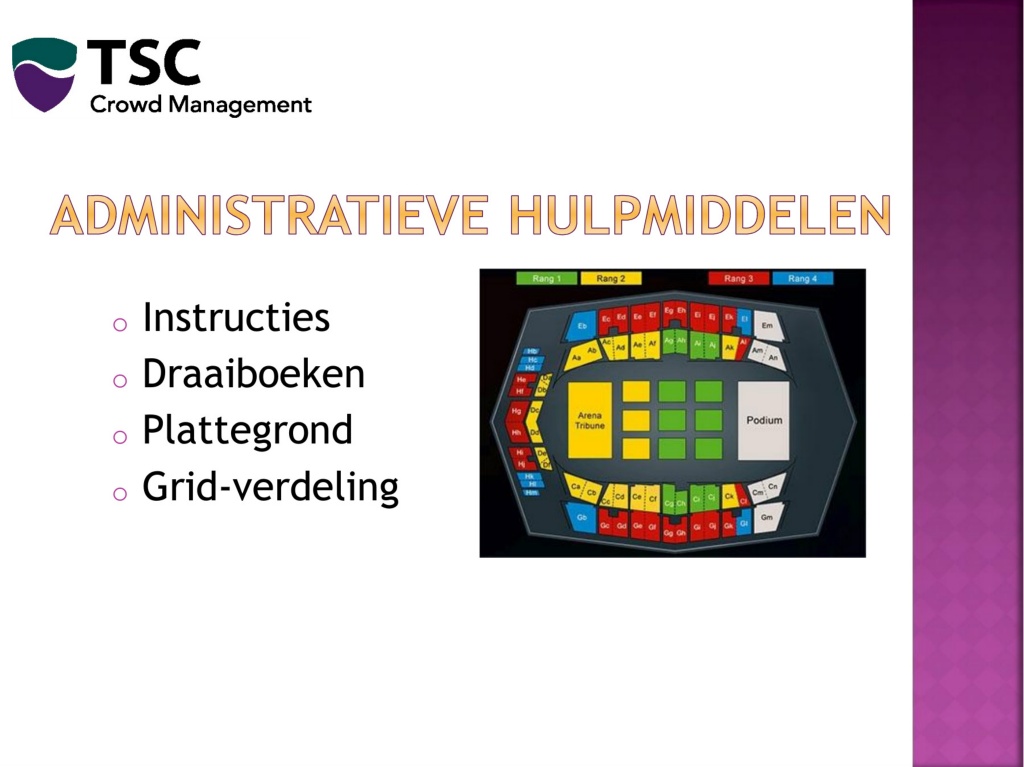 TSC
Crowd Management
ADMINISTRATIEVE HULPMIDDELEN
o Instructies
o Draaiboeken
o Plattegrond
o Grid-verdeling
Rang 1 Rang 2 Rang 3 Rang 4
Eb Ec Ed Ee Ef Eg Eh Ei Ej Ek El Em
Aa Ab Ac Ad Ae Af Ag Ah Ai Aj Ak Al Am An
Hb
Hc
Hd
He
Hf
Hg Dc
Hh Dd
Hi De
Hj Df
Hk
Hl
Hm
Arena
Tribune
Podium
Ca Cb Cc Cd Ce Cf Cg Ch Ci Cj Ck Cl Cm Cn
Gb Gc Gd Ge Gf Gg Gh Gi Gj Gk Gl Gm